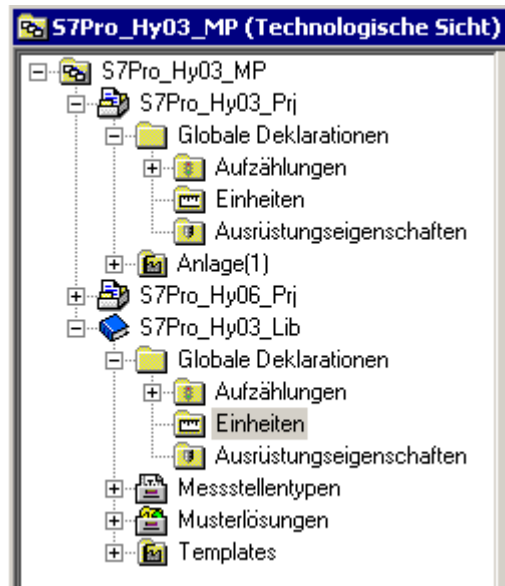 S7Pro_Hy03_MP (Technologische Sicht)
S7Pro_Hy03_MP
S7Pro_Hy03_Prj
Globale Deklarationen
Aufzählungen
Einheiten
Ausrüstungseigenschaften
Anlage(1)
S7Pro_Hy06_Prj
S7Pro_Hy03_Lib
Globale Deklarationen
Aufzählungen
Einheiten
Ausrüstungseigenschaften
Messstellentypen
Musterlösungen
Templates